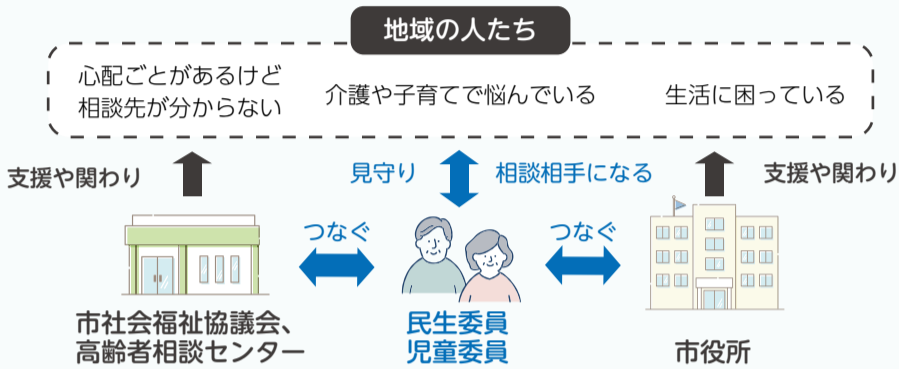 地域の人たち
心配ごとがあるけど
相談先が分からない
介護や子育てで悩んでいる
生活に困っている
支援や関わり
見守り
相談相手になる
支援や関わり
つなぐ
つなぐ
市社会福祉協議会、
高齢者相談センター
民生委員
児童委員
市役所